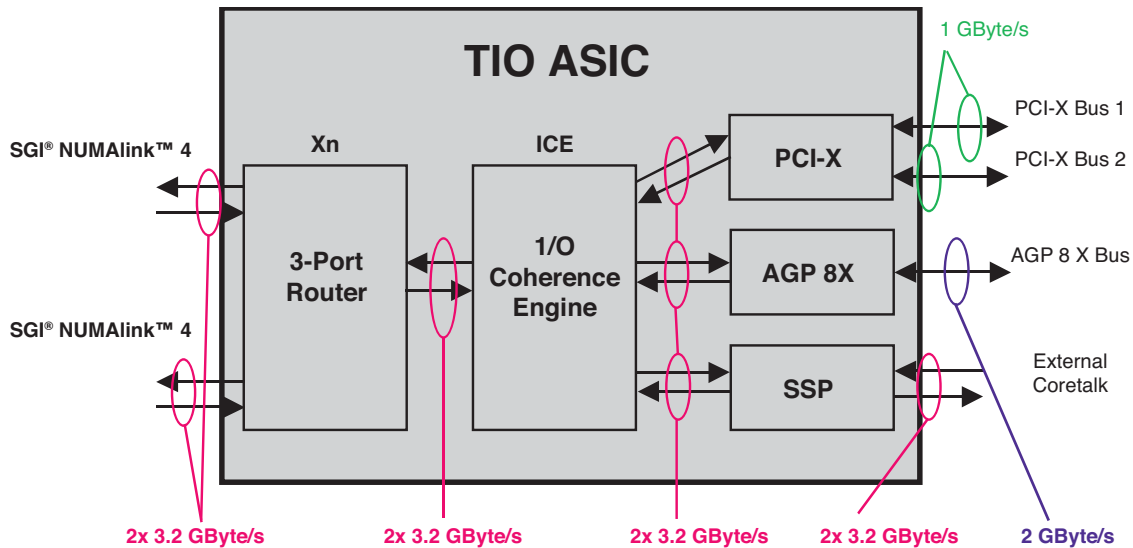 1 GByte/s
TIO ASIC
PCI-X Bus 1
Xn
ICE
SGI® NUMAlink™ 4
PCI-X
PCI-X Bus 2
3-Port
Router
1/O
Coherence
Engine
AGP 8X
AGP 8 X Bus
SGI® NUMAlink™ 4
SSP
External
Coretalk
2x 3.2 GByte/s
2x 3.2 GByte/s
2x 3.2 GByte/s
2x 3.2 GByte/s
2 GByte/s